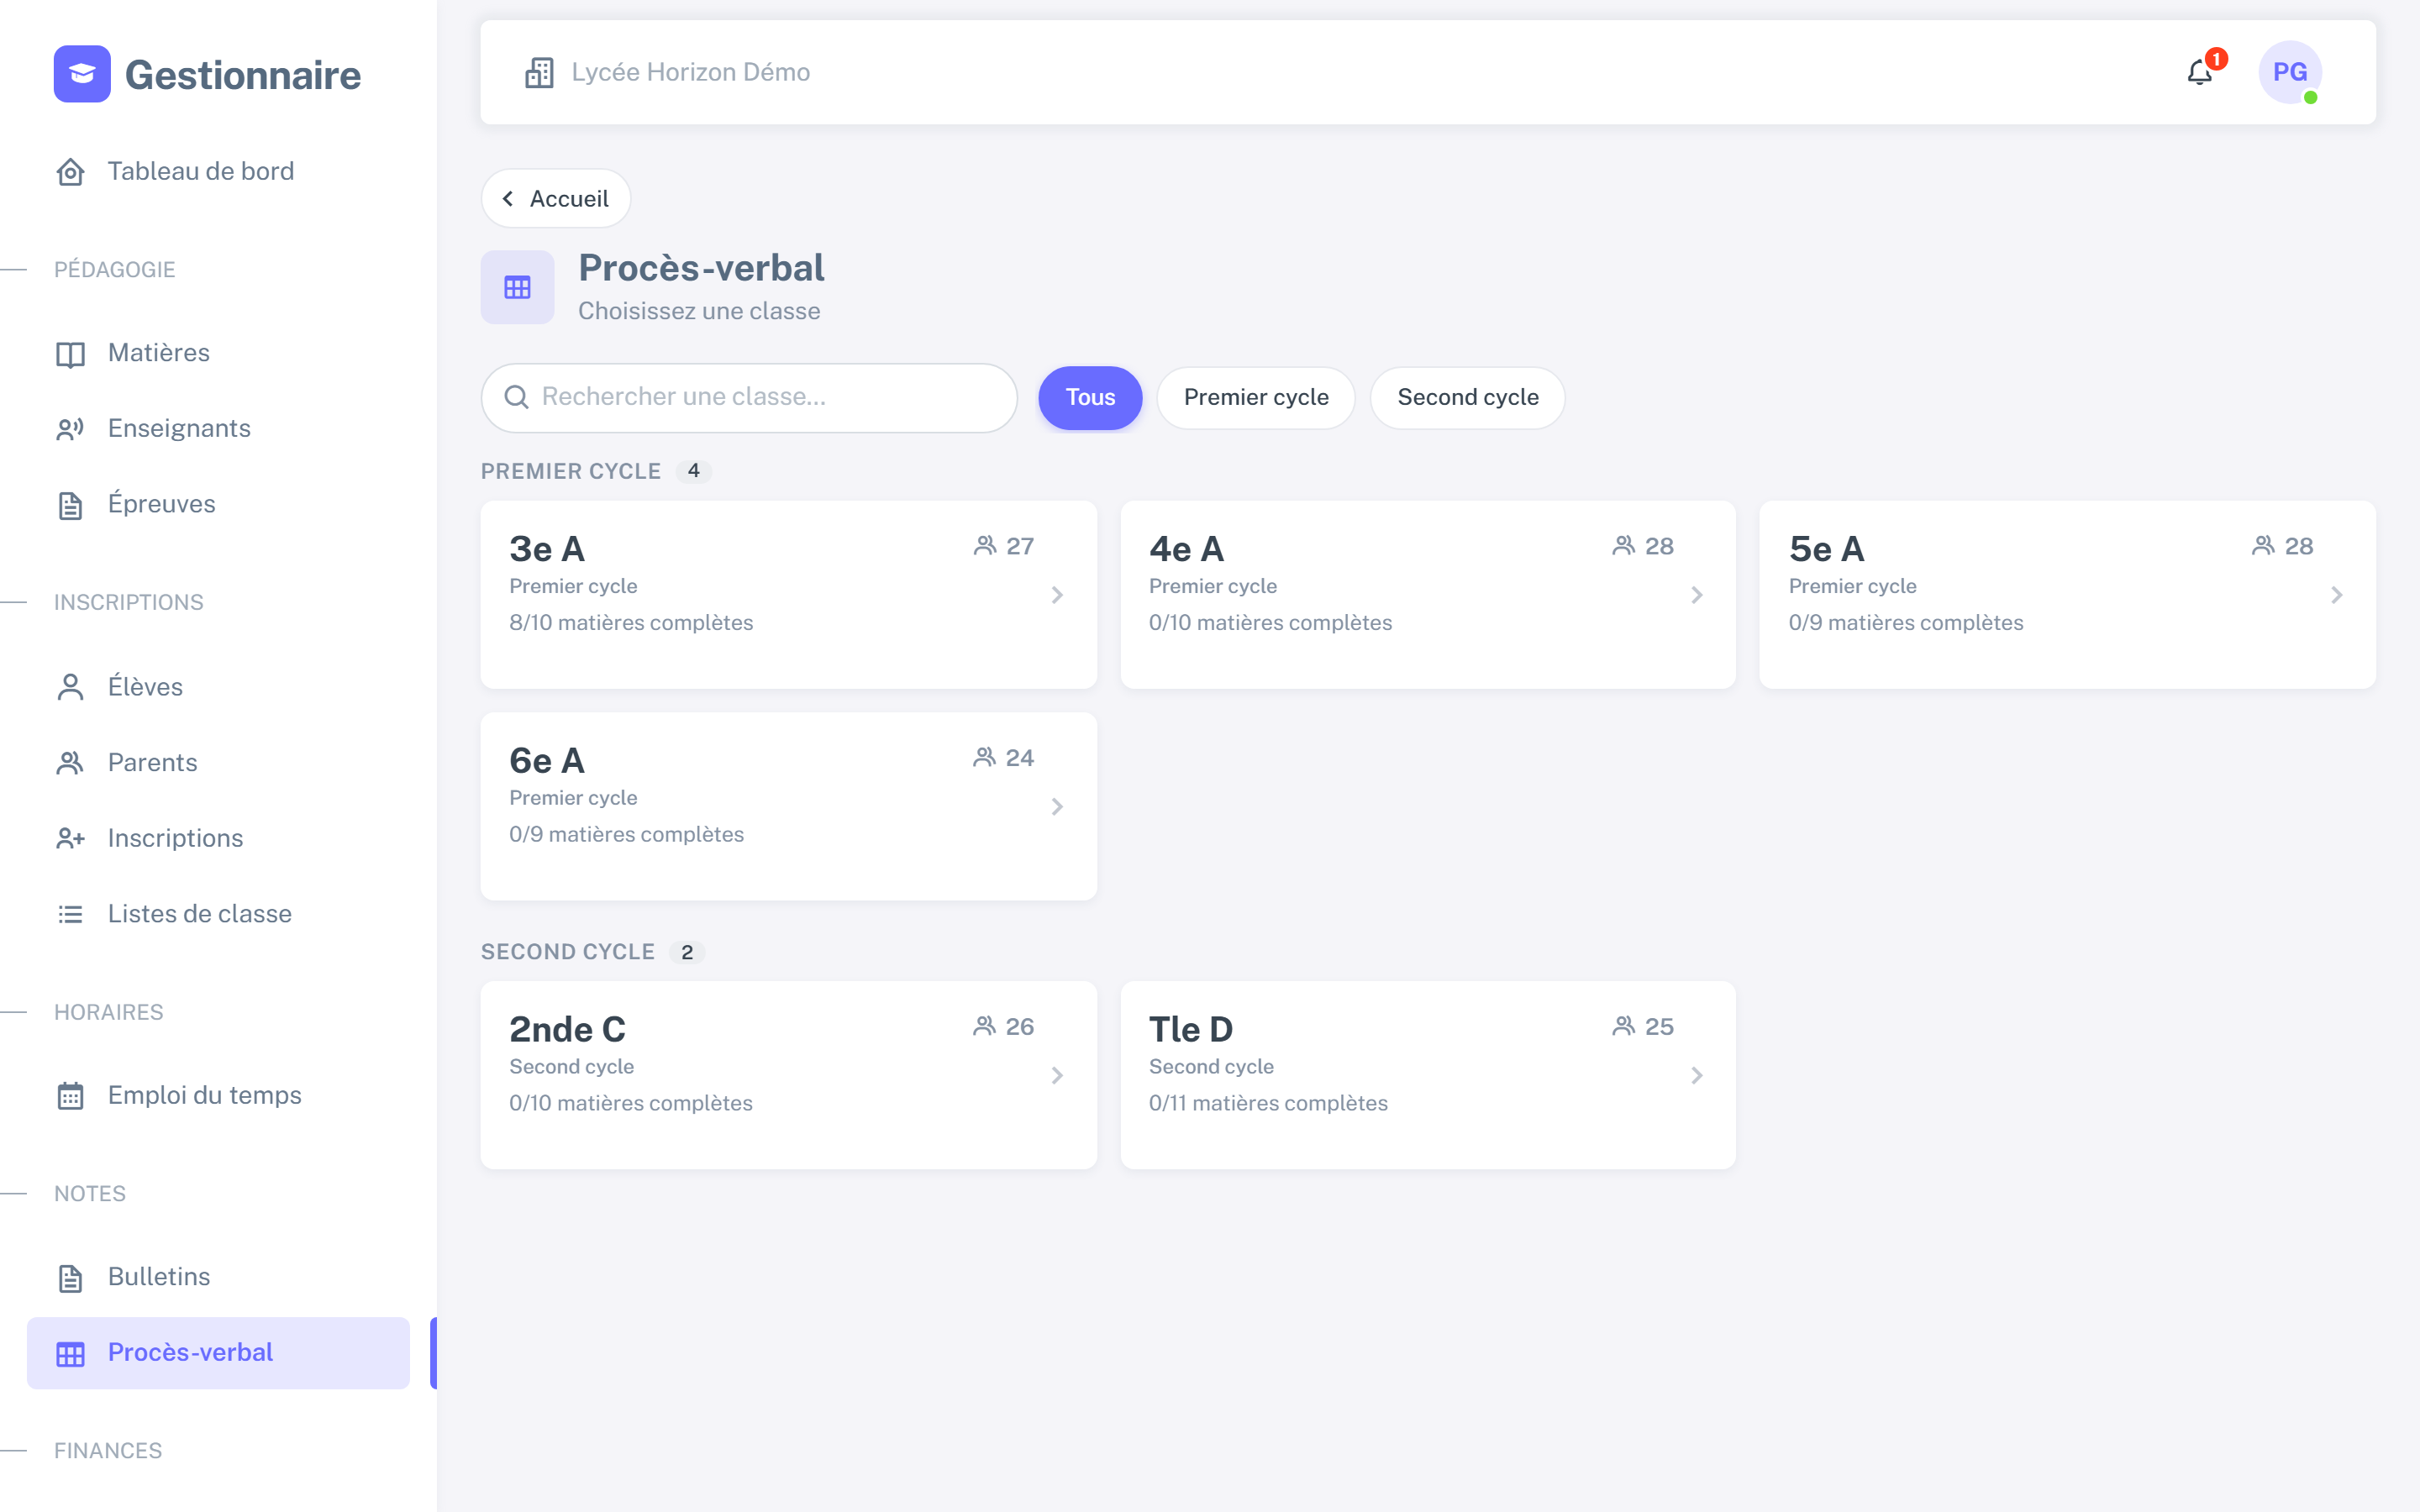 Gestionnaire
Tableau de bord
PÉDAGOGIE
Matières
Enseignants
Épreuves
INSCRIPTIONS
Élèves
Parents
Inscriptions
Listes de classe
HORAIRES
Emploi du temps
NOTES
Bulletins
Procès-verbal
FINANCES
Lycée Horizon Démo
1
PG
Accueil
Procès-verbal
Choisissez une classe
Rechercher une classe...
Tous
Premier cycle
Second cycle
PREMIER CYCLE 4
3e A 27
Premier cycle
8/10 matières complètes
4e A 28
Premier cycle
0/10 matières complètes
5e A 28
Premier cycle
0/9 matières complètes
6e A 24
Premier cycle
0/9 matières complètes
SECOND CYCLE 2
2nde C 26
Second cycle
0/10 matières complètes
Tle D 25
Second cycle
0/11 matières complètes